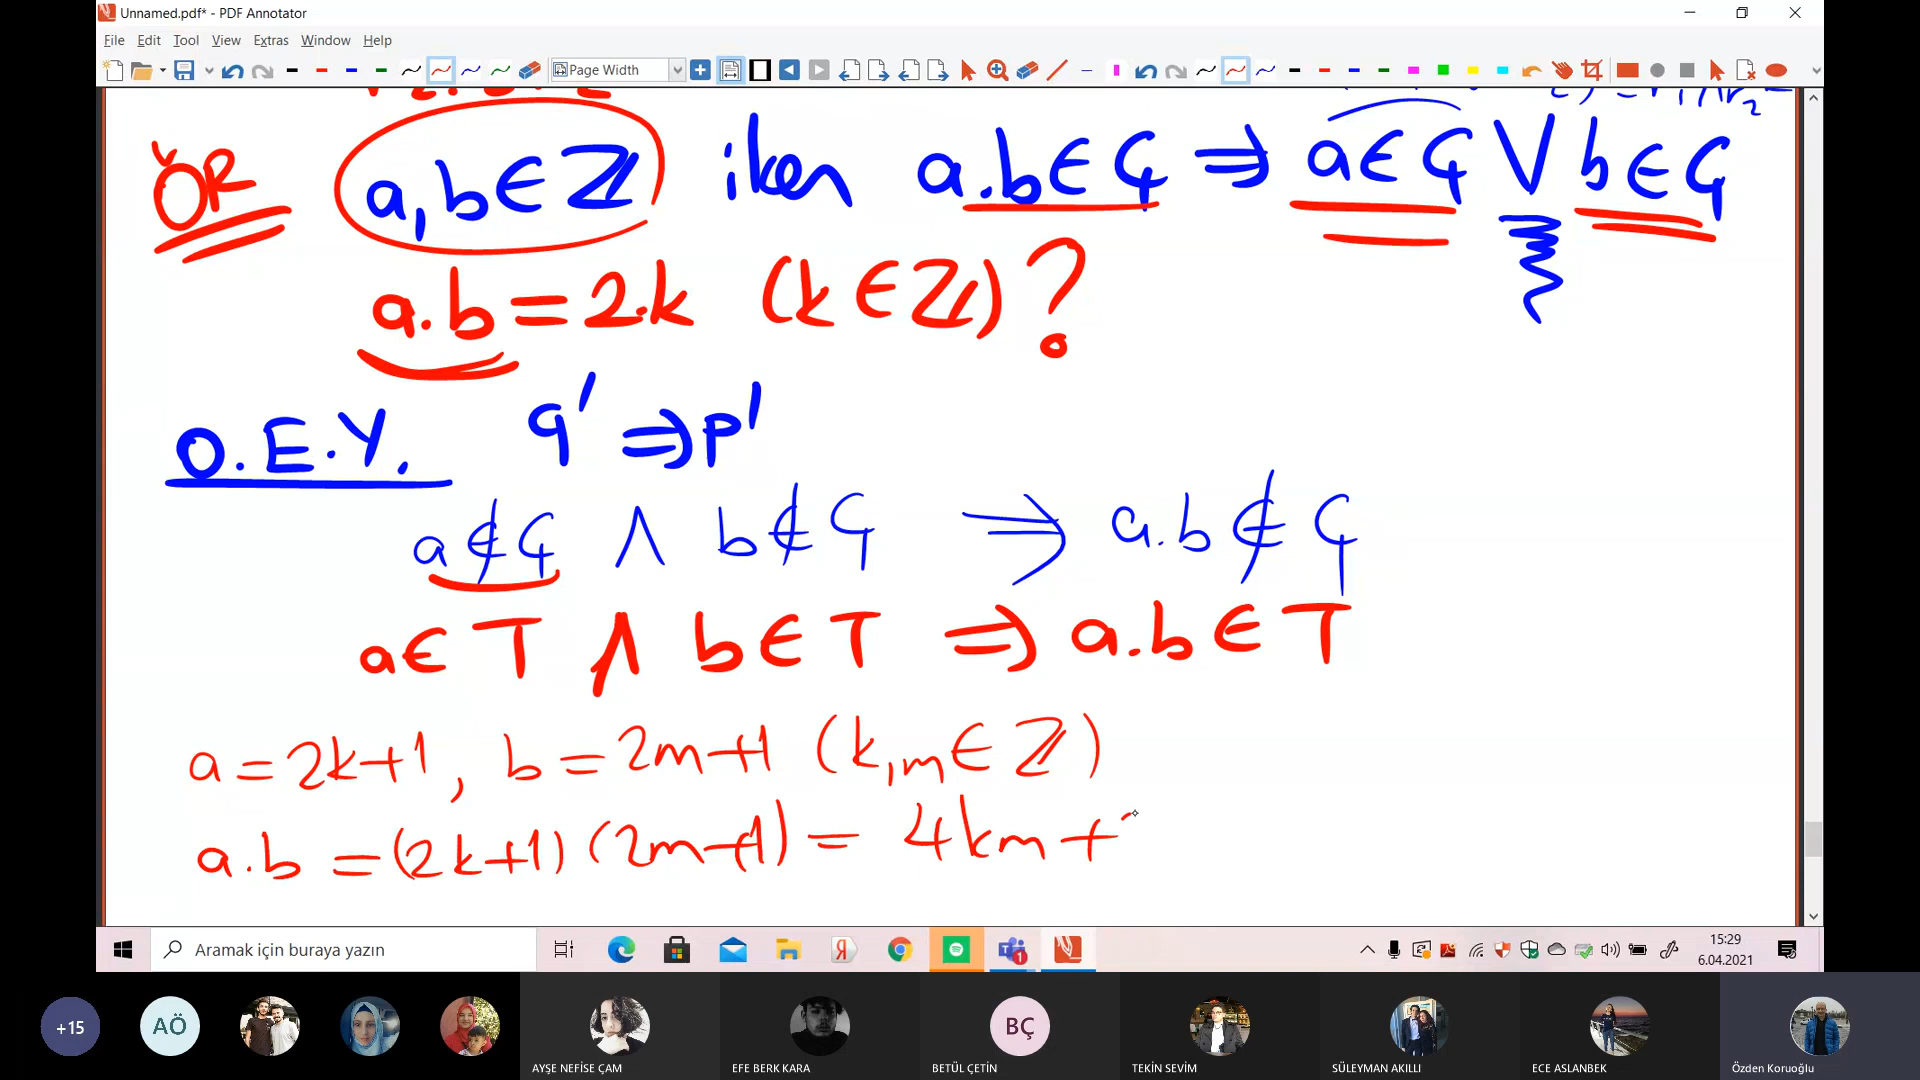 Unnamed.pdf* - PDF Annotator
File Edit Tool View Extras Window Help
Page Width
ÖR a,b∈ℤ iken a.b∈Ç ⇒ a∈Ç ∨ b∈Ç
a.b = 2.k (k∈ℤ) ?
O.E.Y. q' ⇒ p'
a∉Ç ∧ b∉Ç ⇒ a.b∉Ç
a∈T ∧ b∈T ⇒ a.b∈T
a = 2k+1, b = 2m+1 (k,m∈ℤ)
a.b = (2k+1)(2m+1) = 4km+
Aramak için buraya yazın
1
15:29
6.04.2021
+15
AÖ
BÇ
AYŞE NEFİSE ÇAM
EFE BERK KARA
BETÜL ÇETİN
TEKİN SEVİM
SÜLEYMAN AKILLI
ECE ASLANBEK
Özden Koruoğlu